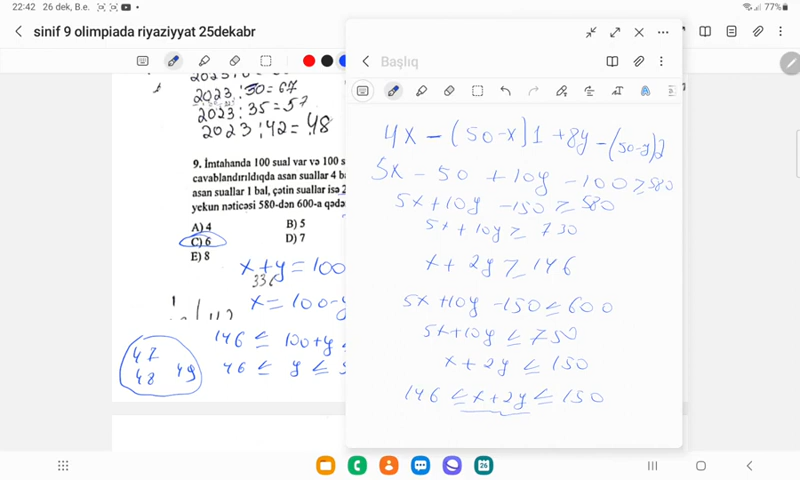 22:42 26 dek, B.e. 77%
sinif 9 olimpiada riyaziyyat 25dekabr
2023:30=67
2023:35=57
2023:42=48
9. İmtahanda 100 sual var və 100 s
cavablandırıldıqda asan suallar 4 b
asan suallar 1 bal, çətin suallar isə 2
yekun nəticəsi 580-dən 600-a qədə
A) 4 B) 5
C) 6 D) 7
E) 8
x+y=100
336
x=100-y
146 ≤ 100+y
46 ≤ y ≤ 5
47
48 49
Başlıq
4x-(50-x)1+8y-(50-y)2
5x-50+10y-100≥580
5x+10y-150≥580
5x+10y≥730
x+2y≥146
5x+10y-150≤600
5x+10y≤750
x+2y≤150
146≤x+2y≤150
26